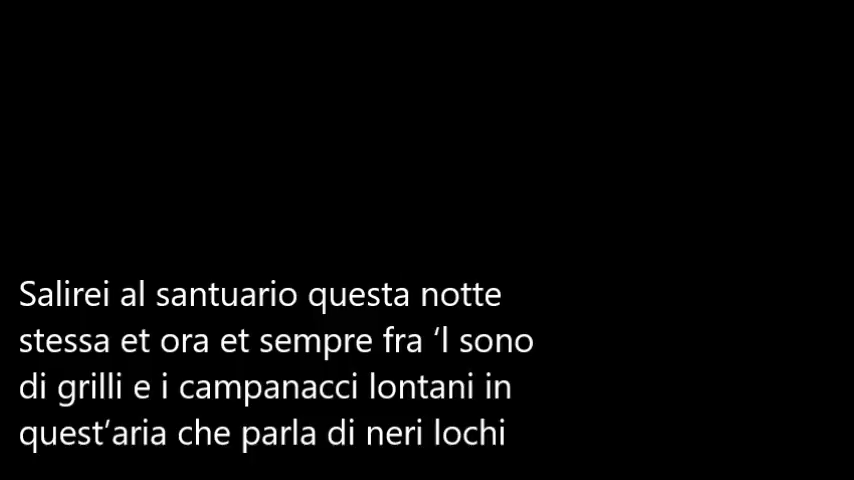 Salirei al santuario questa notte
stessa et ora et sempre fra ‘l sono
di grilli e i campanacci lontani in
quest’aria che parla di neri lochi